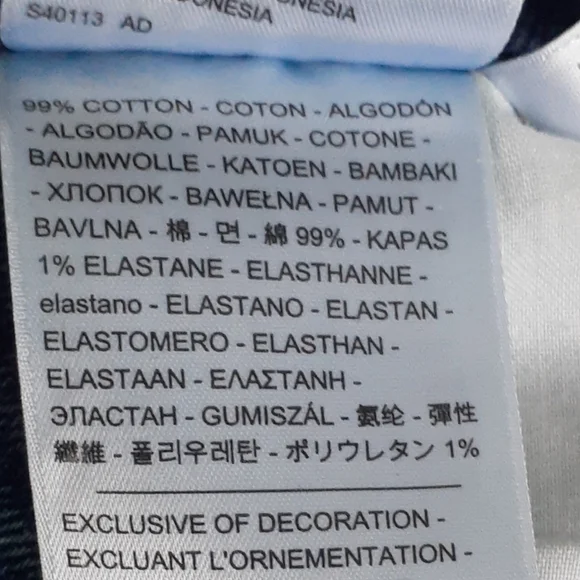 S40113 AD
INDONESIA
99% COTTON - COTON - ALGODÓN
- ALGODÃO - PAMUK - COTONE -
BAUMWOLLE - KATOEN - BAMBAKI
- ХЛОПОК - BAWEŁNA - PAMUT -
BAVLNA - 棉 - 면 - 綿 99% - KAPAS
1% ELASTANE - ELASTHANNE -
elastano - ELASTANO - ELASTAN -
ELASTOMERO - ELASTHAN -
ELASTAAN - ΕΛΑΣΤΑΝΗ -
ЭЛАСТАН - GUMISZÁL - 氨纶 - 彈性
纖維 - 폴리우레탄 - ポリウレタン 1%
EXCLUSIVE OF DECORATION -
EXCLUANT L'ORNEMENTATION -